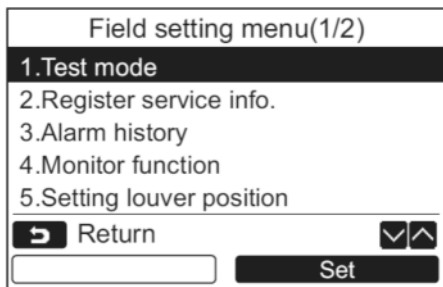 Field setting menu(1/2)
1.Test mode
2.Register service info.
3.Alarm history
4.Monitor function
5.Setting louver position
Return
Set